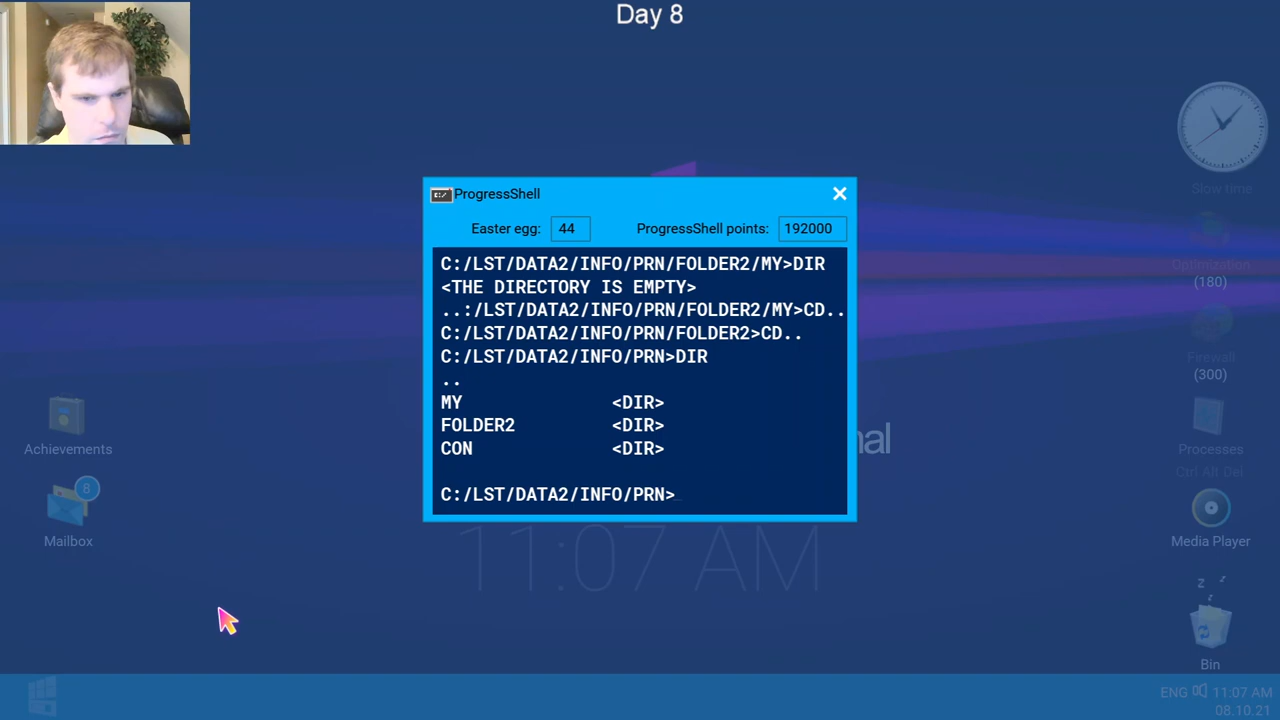 Day 8
ProgressShell
Easter egg: 44 ProgressShell points: 192000
C:/LST/DATA2/INFO/PRN/FOLDER2/MY>DIR
<THE DIRECTORY IS EMPTY>
..:/LST/DATA2/INFO/PRN/FOLDER2/MY>CD..
C:/LST/DATA2/INFO/PRN/FOLDER2>CD..
C:/LST/DATA2/INFO/PRN>DIR
..
MY <DIR>
FOLDER2 <DIR>
CON <DIR>
C:/LST/DATA2/INFO/PRN>_
Achievements
8
Mailbox
nal
11:07 AM
Slow time
Optimization
(180)
Firewall
(300)
Processes
Ctrl Alt Del
Media Player
z
Bin
ENG 11:07 AM
08.10.21